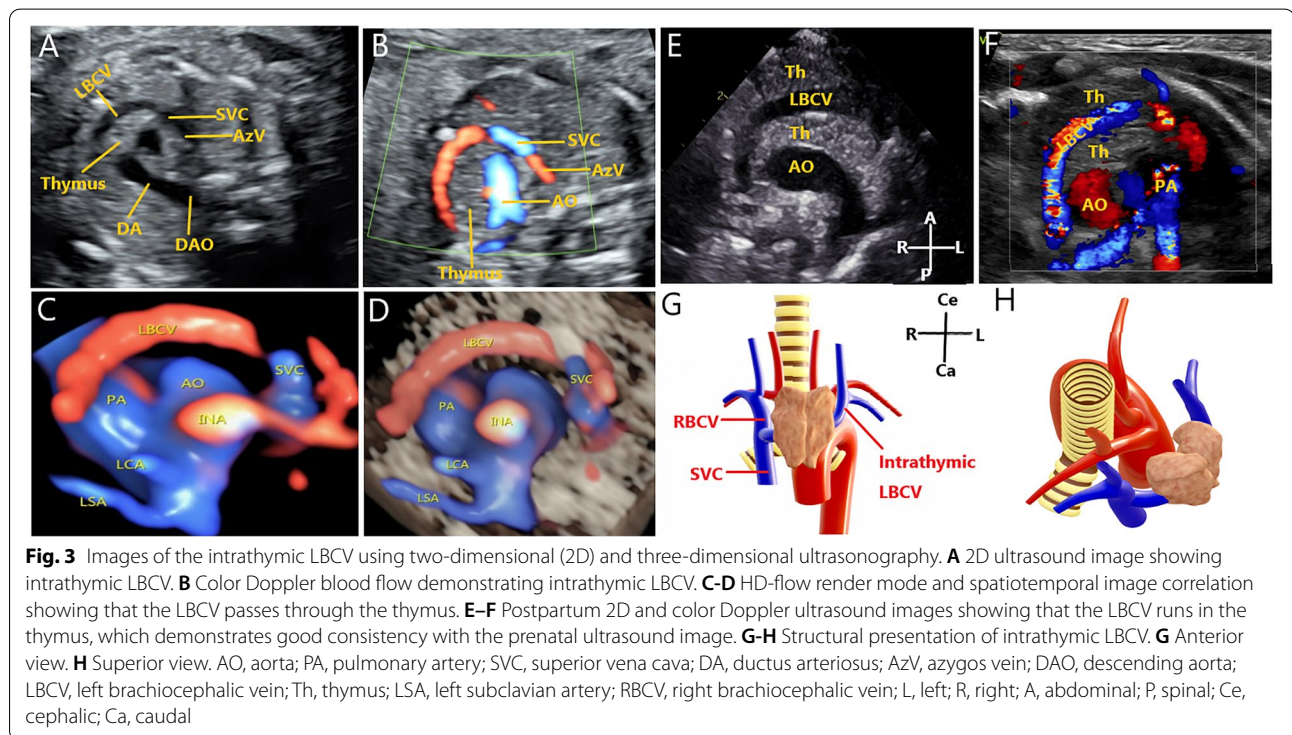 A
LBCV
SVC
AzV
Thymus
DA
DAO
B
SVC
AzV
AO
Thymus
E
Th
LBCV
Th
AO
2
A
R L
P
F
V
Th
LBCV
Th
AO
PA
C
LBCV
AO
SVC
PA
INA
LCA
LSA
D
LBCV
SVC
PA
INA
LCA
LSA
G
RBCV
SVC
Intrathymic
LBCV
Ce
R L
Ca
H
Fig. 3 Images of the intrathymic LBCV using two-dimensional (2D) and three-dimensional ultrasonography. A 2D ultrasound image showing
intrathymic LBCV. B Color Doppler blood flow demonstrating intrathymic LBCV. C-D HD-flow render mode and spatiotemporal image correlation
showing that the LBCV passes through the thymus. E–F Postpartum 2D and color Doppler ultrasound images showing that the LBCV runs in the
thymus, which demonstrates good consistency with the prenatal ultrasound image. G-H Structural presentation of intrathymic LBCV. G Anterior
view. H Superior view. AO, aorta; PA, pulmonary artery; SVC, superior vena cava; DA, ductus arteriosus; AzV, azygos vein; DAO, descending aorta;
LBCV, left brachiocephalic vein; Th, thymus; LSA, left subclavian artery; RBCV, right brachiocephalic vein; L, left; R, right; A, abdominal; P, spinal; Ce,
cephalic; Ca, caudal